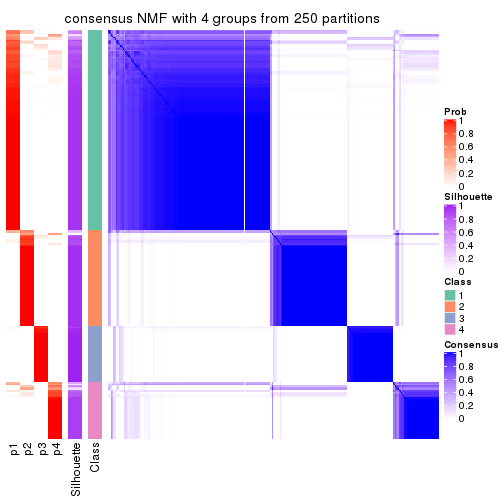 consensus NMF with 4 groups from 250 partitions
Prob
1
0.8
0.6
0.4
0.2
0
Silhouette
1
0.8
0.6
0.4
0.2
0
Class
1
2
3
4
Consensus
1
0.8
0.6
0.4
0.2
0
p1
p2
p3
p4
Silhouette
Class